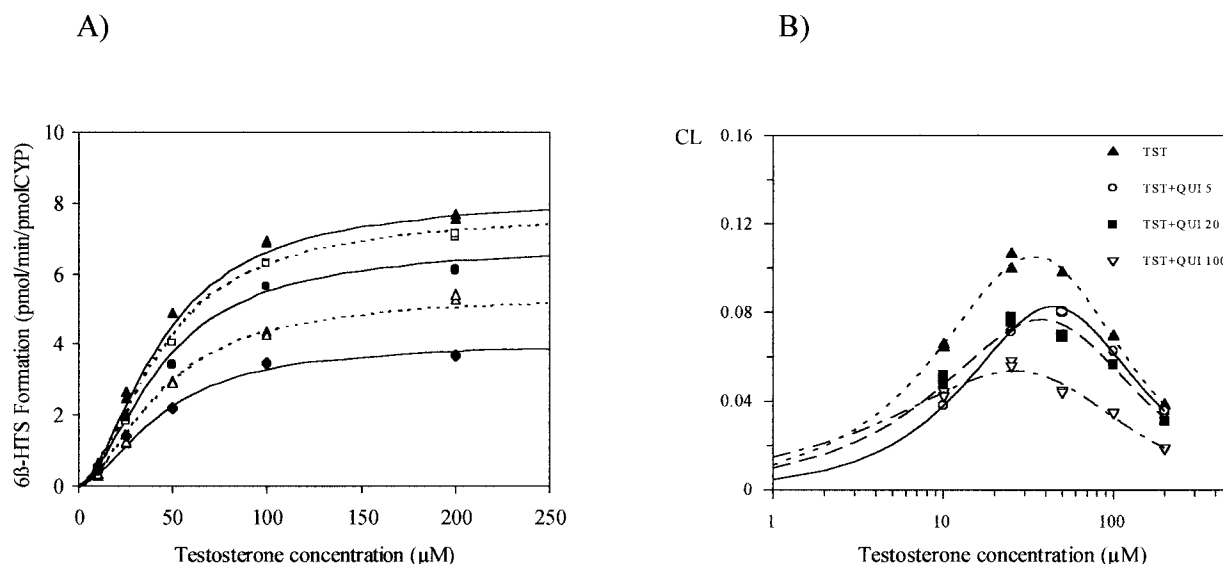 A)
B)
6ß-HTS Formation (pmol/min/pmolCYP)
10
8
6
4
2
0
0 50 100 150 200 250
Testosterone concentration (µM)
CL
0.16
0.12
0.08
0.04
0
1 10 100
Testosterone concentration (µM)
TST
TST+QUI 5
TST+QUI 20
TST+QUI 100